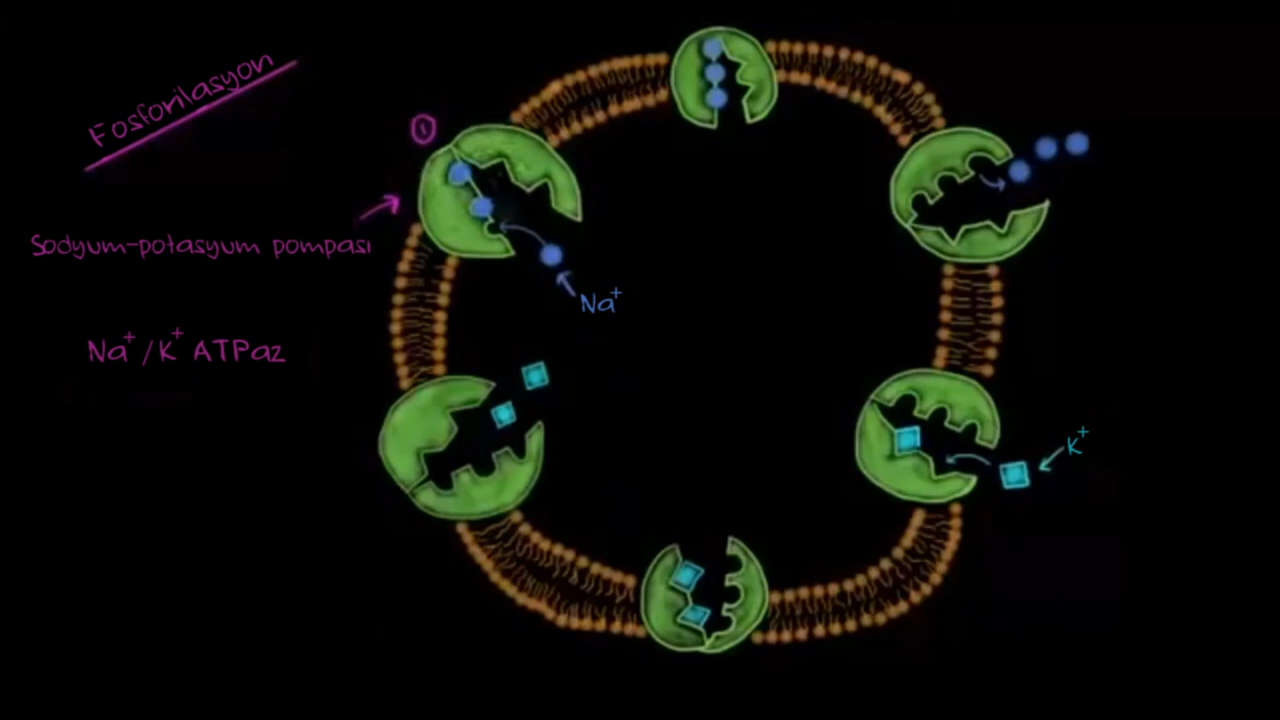 Fosforilasyon
1
Sodyum-potasyum pompası
Na⁺
Na⁺/K⁺ ATPaz
K⁺